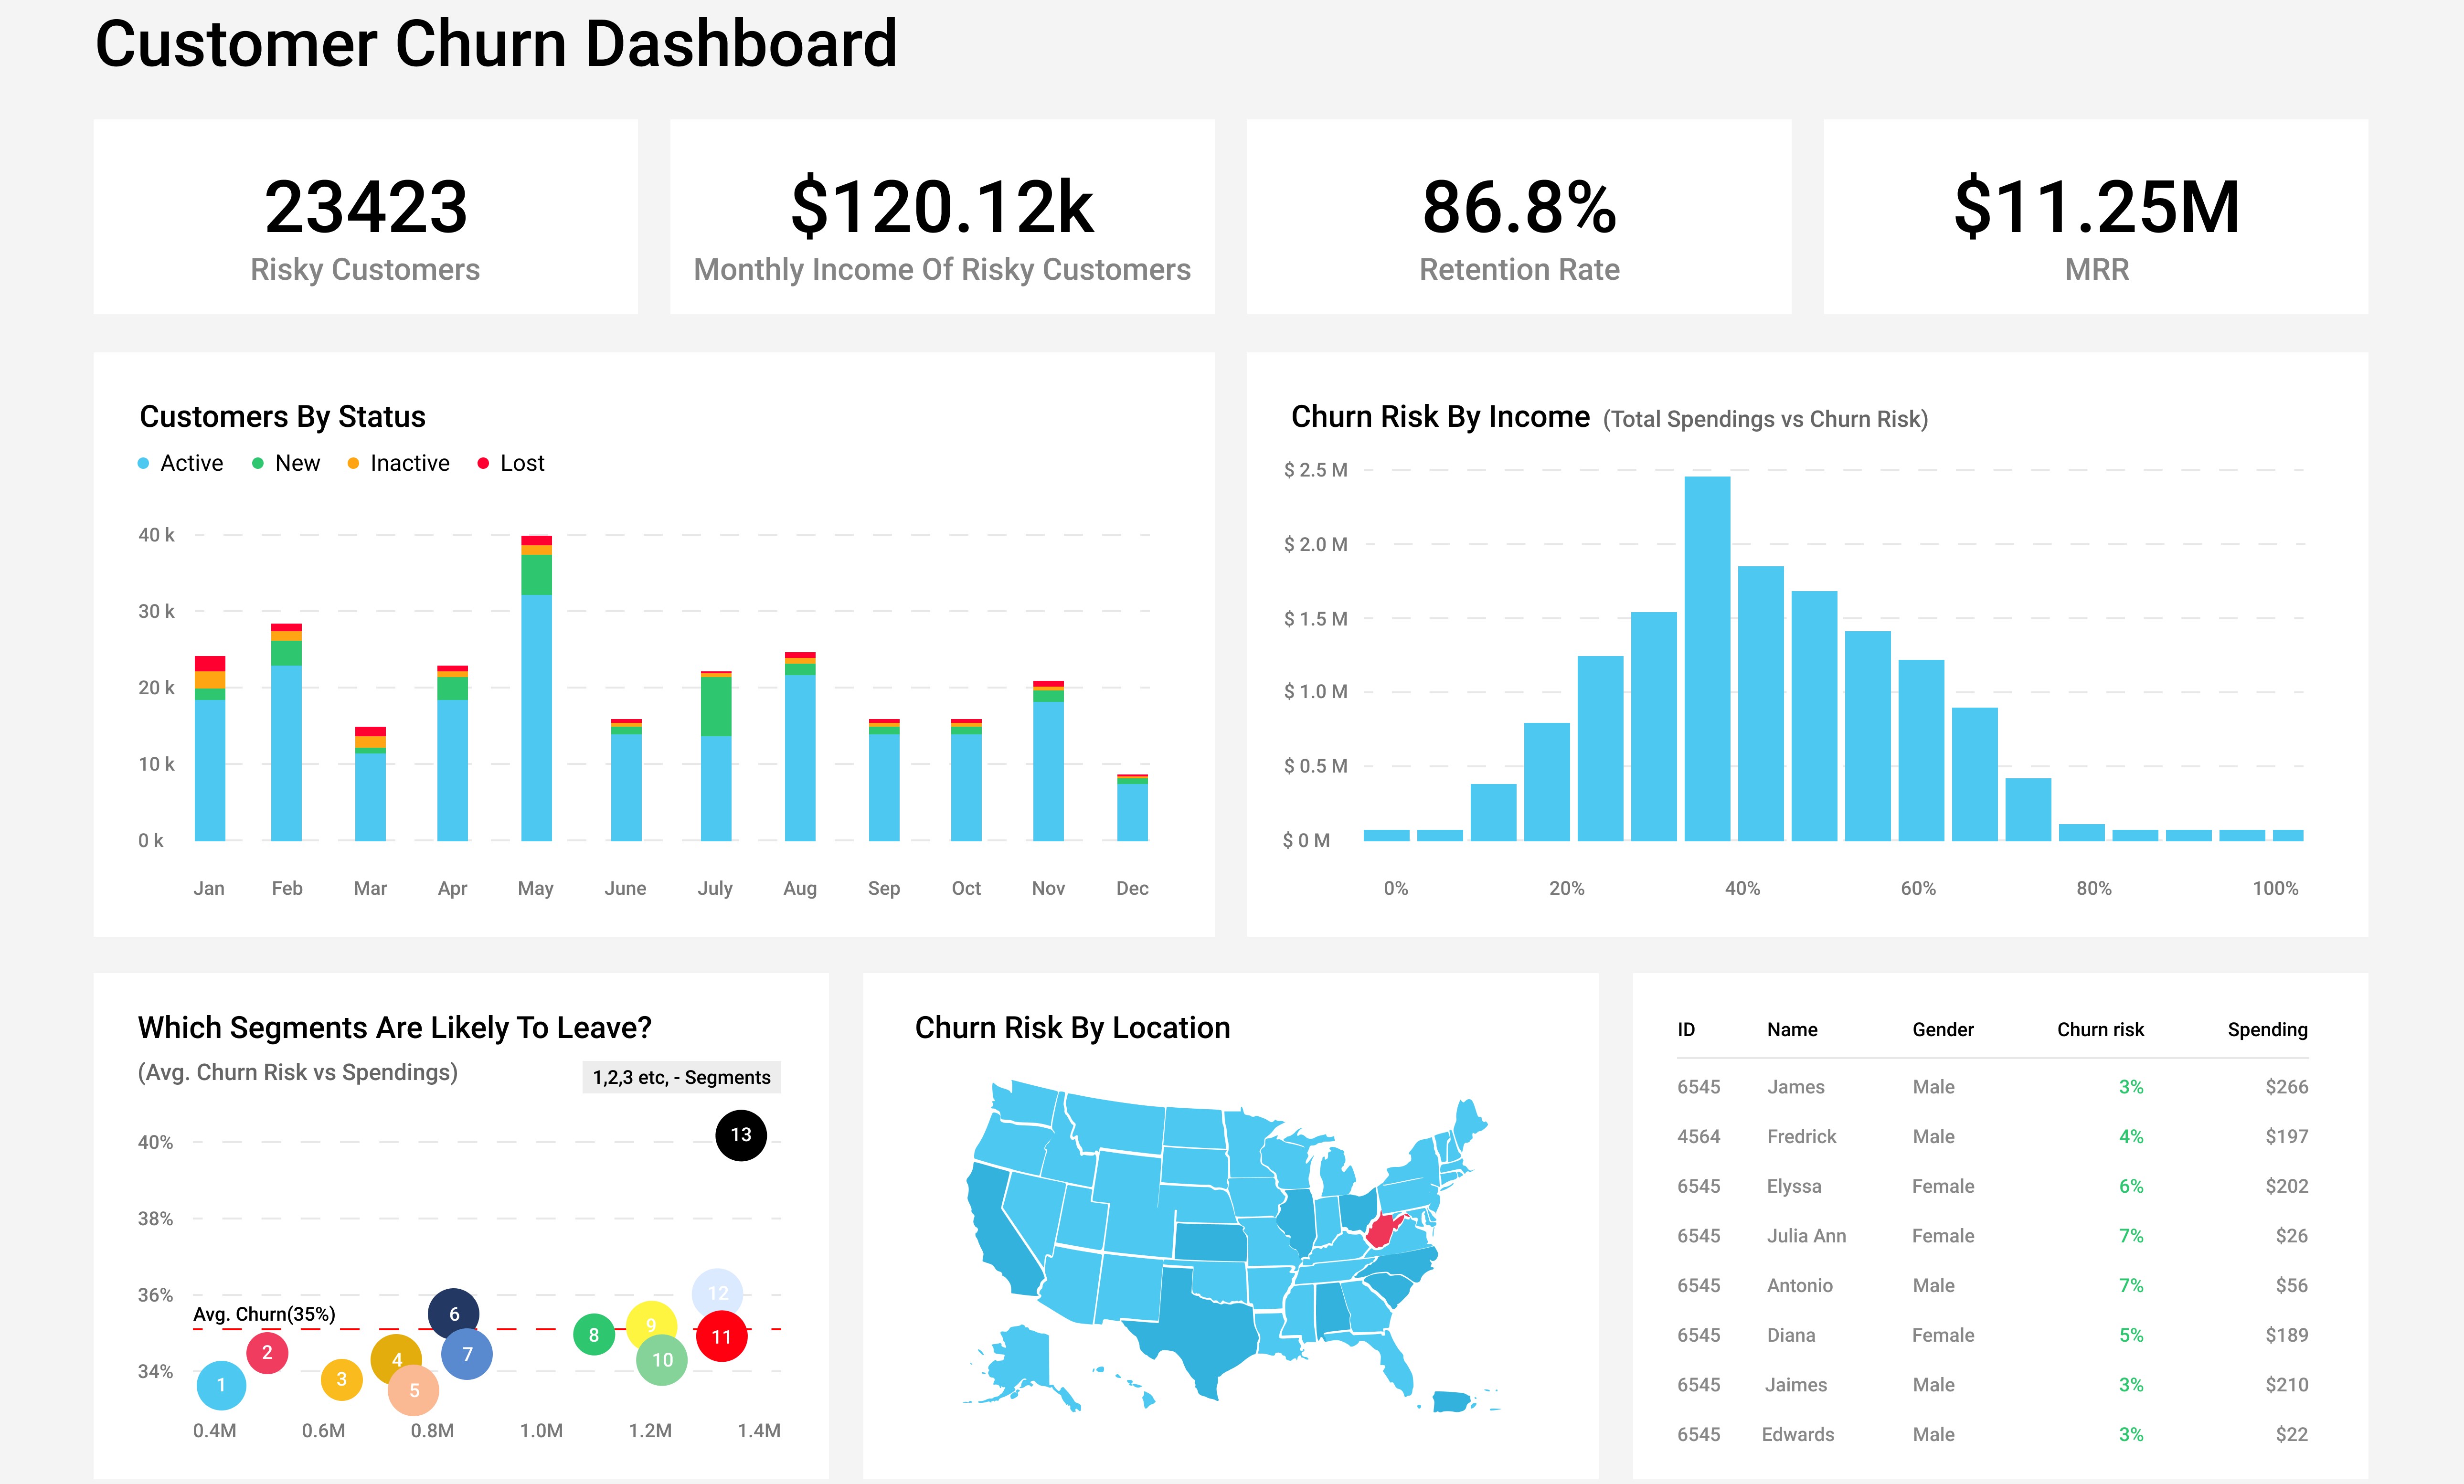 Customer Churn Dashboard
23423
Risky Customers
$120.12k
Monthly Income Of Risky Customers
86.8%
Retention Rate
$11.25M
MRR
Customers By Status
Active New Inactive Lost
40 k
30 k
20 k
10 k
0 k
Jan Feb Mar Apr May June July Aug Sep Oct Nov Dec
Churn Risk By Income (Total Spendings vs Churn Risk)
$ 2.5 M
$ 2.0 M
$ 1.5 M
$ 1.0 M
$ 0.5 M
$ 0 M
0% 20% 40% 60% 80% 100%
Which Segments Are Likely To Leave?
(Avg. Churn Risk vs Spendings)
1,2,3 etc, - Segments
40%
13
38%
36%
12
Avg. Churn(35%)
6
9
8
11
2
7
4
10
34%
3
1
5
0.4M 0.6M 0.8M 1.0M 1.2M 1.4M
Churn Risk By Location
ID Name Gender Churn risk Spending
6545 James Male 3% $266
4564 Fredrick Male 4% $197
6545 Elyssa Female 6% $202
6545 Julia Ann Female 7% $26
6545 Antonio Male 7% $56
6545 Diana Female 5% $189
6545 Jaimes Male 3% $210
6545 Edwards Male 3% $22